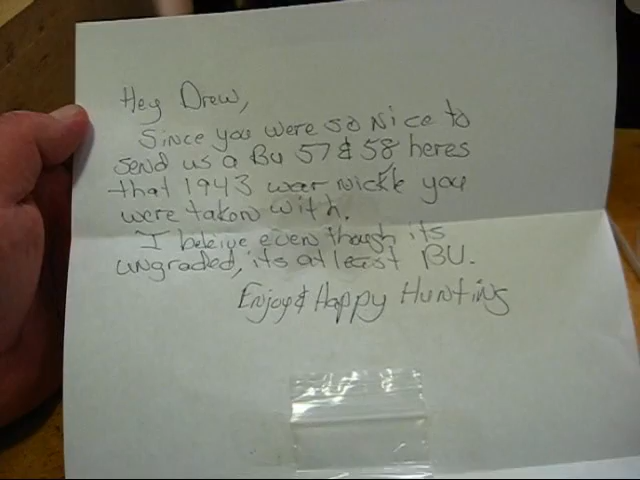 Hey Drew,
Since you were so Nice to
send us a BU 57 & 58 heres
that 1943 war nickle you
were taken with.
I beleive even though its
ungraded, its at least BU.
Enjoy & Happy Hunting